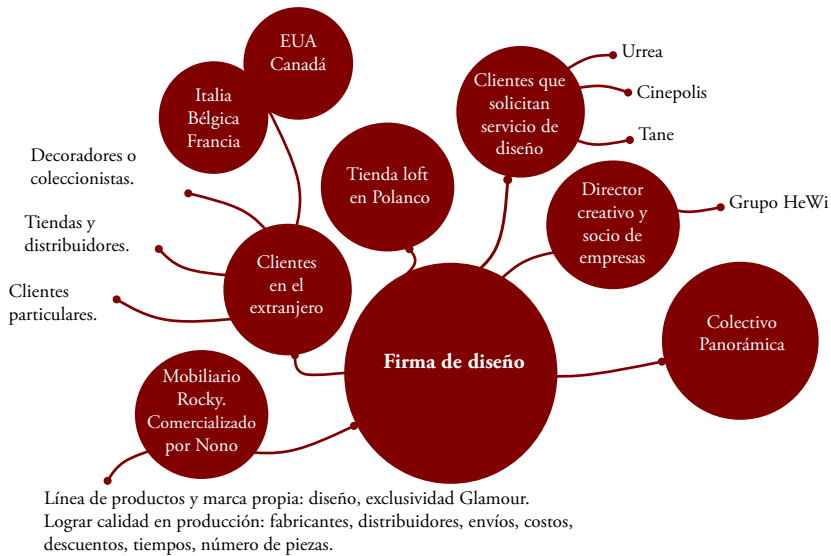 EUA
Canadá
Italia
Bélgica
Francia
Clientes que
solicitan
servicio de
diseño
Urrea
Cinepolis
Tane
Decoradores o
coleccionistas.
Tiendas y
distribuidores.
Clientes
particulares.
Clientes
en el
extranjero
Tienda loft
en Polanco
Director
creativo y
socio de
empresas
Grupo HeWi
Firma de diseño
Colectivo
Panorámica
Mobiliario
Rocky.
Comercializado
por Nono
Línea de productos y marca propia: diseño, exclusividad Glamour.
Lograr calidad en producción: fabricantes, distribuidores, envíos, costos,
descuentos, tiempos, número de piezas.